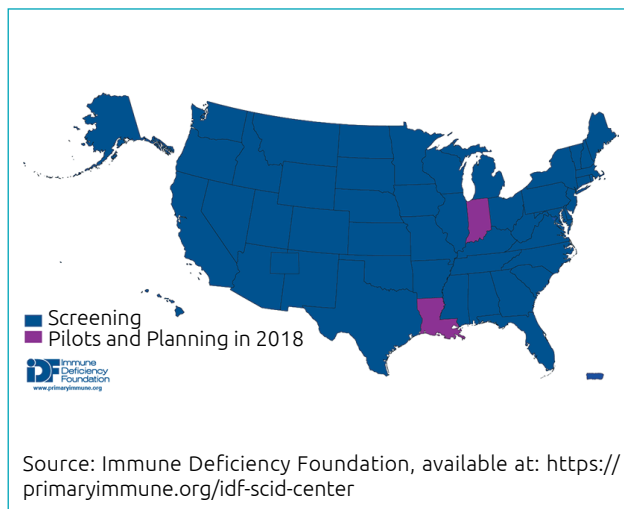 Screening
Pilots and Planning in 2018
iDF Immune
Deficiency
Foundation
www.primaryimmune.org
Source: Immune Deficiency Foundation, available at: https://
primaryimmune.org/idf-scid-center